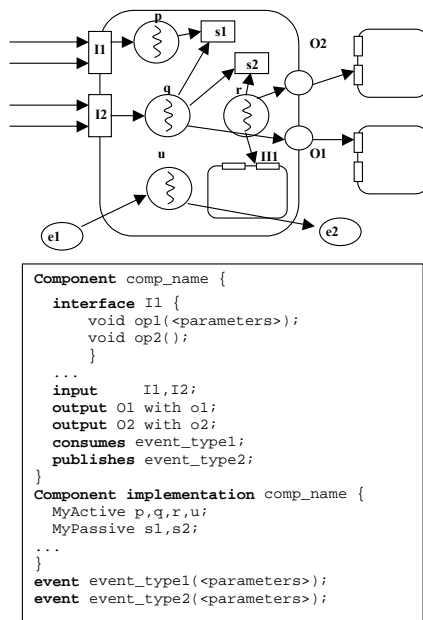 p
s1
I1
O2
s2
q
r
I2
O1
u
II1
e1
e2
Component comp_name {
interface I1 {
void op1(<parameters>);
void op2();
}
...
input I1,I2;
output O1 with o1;
output O2 with o2;
consumes event_type1;
publishes event_type2;
}
Component implementation comp_name {
MyActive p,q,r,u;
MyPassive s1,s2;
...
}
event event_type1(<parameters>);
event event_type2(<parameters>);